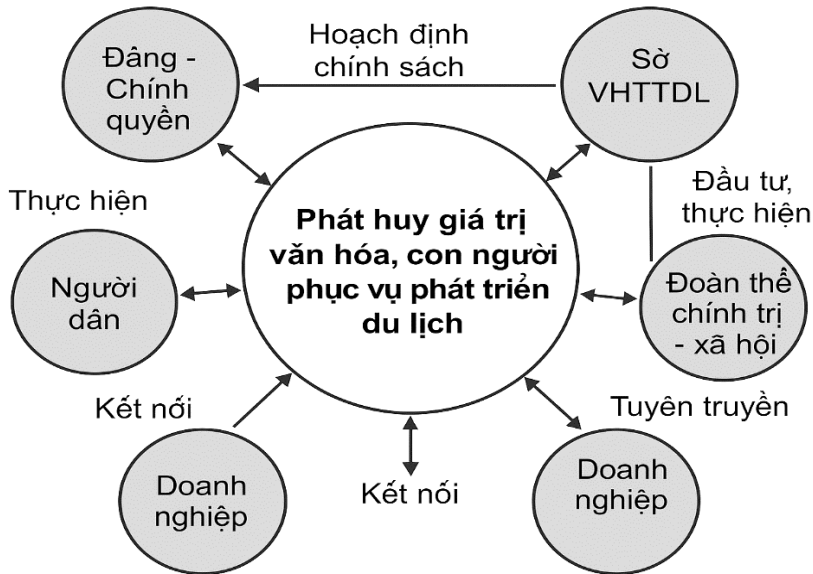 Hoạch định
chính sách
Đảng -
Chính
quyền
Sở
VHTTDL
Thực hiện
Phát huy giá trị
văn hóa, con người
phục vụ phát triển
du lịch
Đầu tư,
thực hiện
Người
dân
Đoàn thể
chính trị
- xã hội
Kết nối
Tuyên truyền
Doanh
nghiệp
Kết nối
Doanh
nghiệp